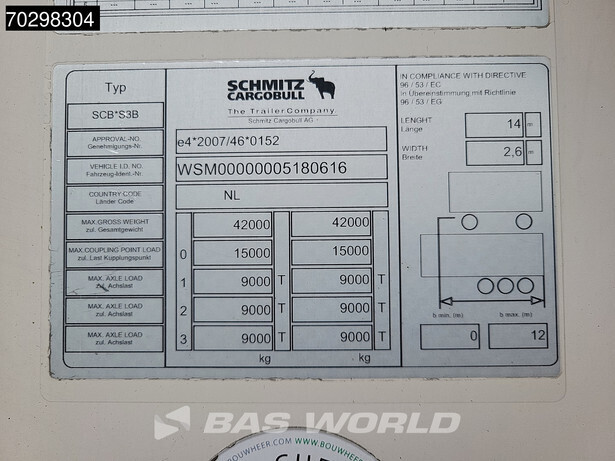 70298304
Typ
SCB*S3B
SCHMITZ
CARGOBULL
The Trailer Company
Schmitz Cargobull AG
IN COMPLIANCE WITH DIRECTIVE
96 / 53 / EC
in Übereinstimmung mit Richtlinie
96 / 53 / EG
APPROVAL-NO.
Genehmigungs-Nr.
e4*2007/46*0152
VEHICLE I.D. NO.
Fahrzeug-Ident.-Nr.
WSM00000005180616
COUNTRY CODE
Länder Code
NL
LENGHT
Länge
14 m
WIDTH
Breite
2,6 m
MAX.GROSS WEIGHT
zul. Gesamtgewicht
42000 42000
MAX.COUPLING POINT LOAD
zul. Last Kupplungspunkt
0 15000 15000
MAX. AXLE LOAD
zul. Achslast
1 9000 T 9000 T
MAX. AXLE LOAD
zul. Achslast
2 9000 T 9000 T
MAX. AXLE LOAD
zul. Achslast
3 9000 T 9000 T
kg kg
b min. (m) b max. (m)
0 12
BAS WORLD
BOUWHEER.COM
WWW.BOUW